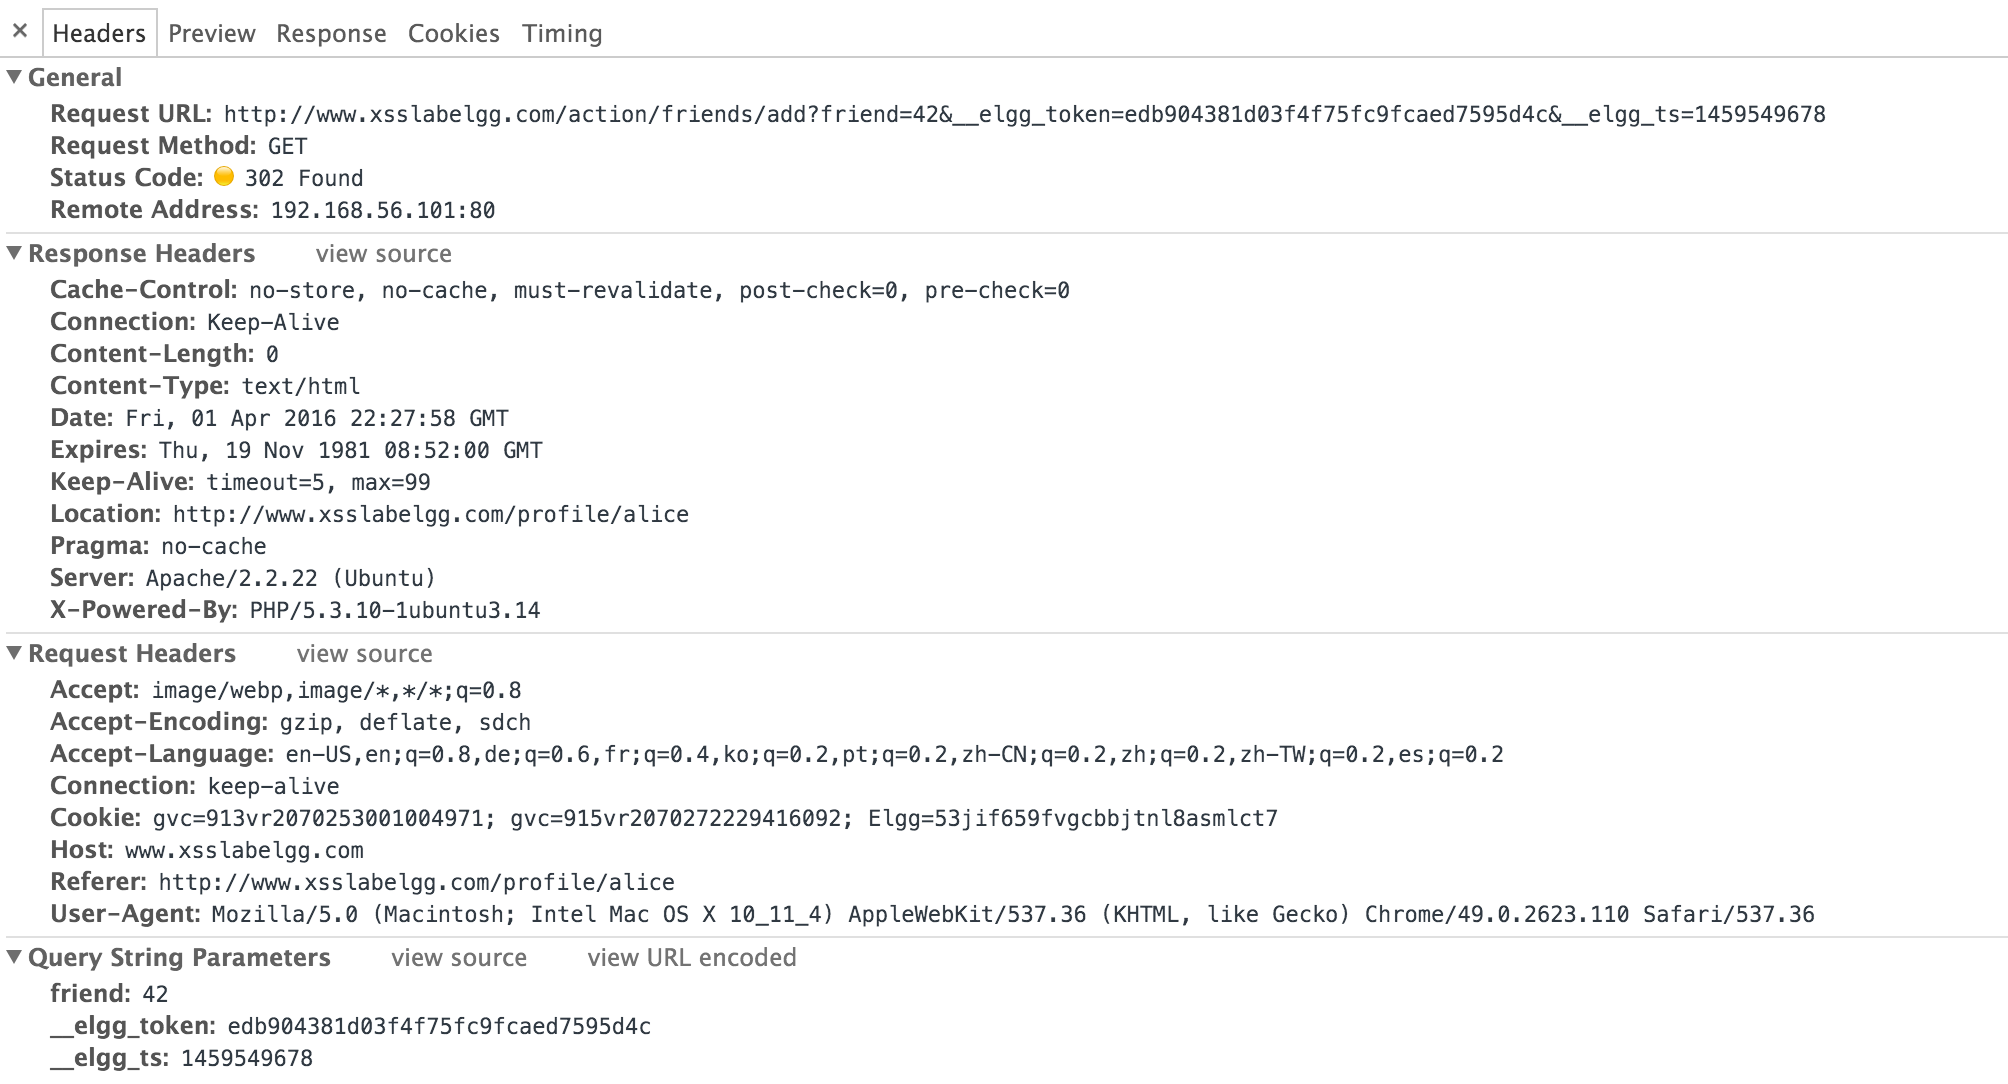 × Headers Preview Response Cookies Timing
▼ General
Request URL: http://www.xsslabelgg.com/action/friends/add?friend=42&__elgg_token=edb904381d03f4f75fc9fcaed7595d4c&__elgg_ts=1459549678
Request Method: GET
Status Code: 302 Found
Remote Address: 192.168.56.101:80
▼ Response Headers view source
Cache-Control: no-store, no-cache, must-revalidate, post-check=0, pre-check=0
Connection: Keep-Alive
Content-Length: 0
Content-Type: text/html
Date: Fri, 01 Apr 2016 22:27:58 GMT
Expires: Thu, 19 Nov 1981 08:52:00 GMT
Keep-Alive: timeout=5, max=99
Location: http://www.xsslabelgg.com/profile/alice
Pragma: no-cache
Server: Apache/2.2.22 (Ubuntu)
X-Powered-By: PHP/5.3.10-1ubuntu3.14
▼ Request Headers view source
Accept: image/webp,image/*,*/*;q=0.8
Accept-Encoding: gzip, deflate, sdch
Accept-Language: en-US,en;q=0.8,de;q=0.6,fr;q=0.4,ko;q=0.2,pt;q=0.2,zh-CN;q=0.2,zh;q=0.2,zh-TW;q=0.2,es;q=0.2
Connection: keep-alive
Cookie: gvc=913vr2070253001004971; gvc=915vr2070272229416092; Elgg=53jif659fvgcbbjtnl8asmlct7
Host: www.xsslabelgg.com
Referer: http://www.xsslabelgg.com/profile/alice
User-Agent: Mozilla/5.0 (Macintosh; Intel Mac OS X 10_11_4) AppleWebKit/537.36 (KHTML, like Gecko) Chrome/49.0.2623.110 Safari/537.36
▼ Query String Parameters view source view URL encoded
friend: 42
__elgg_token: edb904381d03f4f75fc9fcaed7595d4c
__elgg_ts: 1459549678